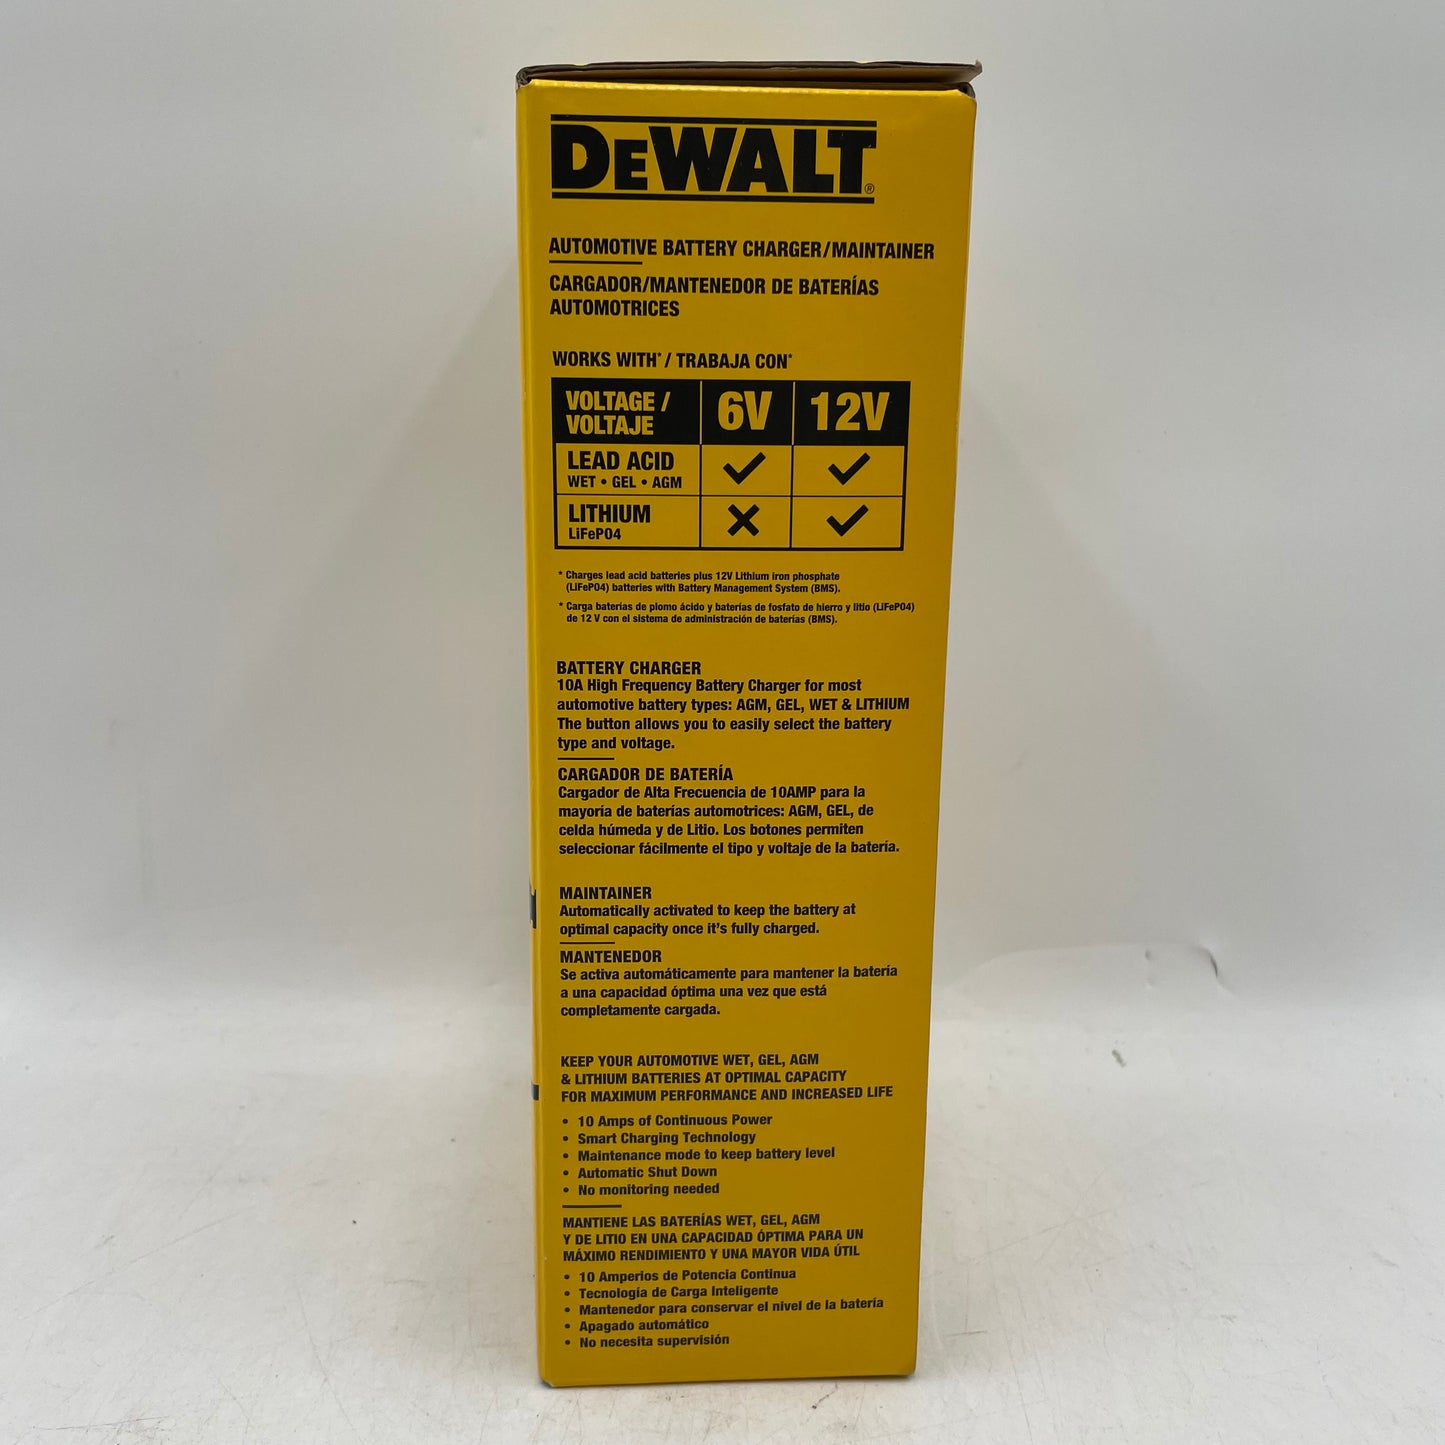 DEWALT®
AUTOMOTIVE BATTERY CHARGER/MAINTAINER
CARGADOR/MANTENEDOR DE BATERÍAS
AUTOMOTRICES
WORKS WITH* / TRABAJA CON*
VOLTAGE / 6V 12V
VOLTAJE
LEAD ACID
WET • GEL • AGM
LITHIUM
LiFePO4
* Charges lead acid batteries plus 12V Lithium iron phosphate
(LiFePO4) batteries with Battery Management System (BMS).
* Carga baterías de plomo ácido y baterías de fosfato de hierro y litio (LiFePO4)
de 12 V con el sistema de administración de baterías (BMS).
BATTERY CHARGER
10A High Frequency Battery Charger for most
automotive battery types: AGM, GEL, WET & LITHIUM
The button allows you to easily select the battery
type and voltage.
CARGADOR DE BATERÍA
Cargador de Alta Frecuencia de 10AMP para la
mayoría de baterías automotrices: AGM, GEL, de
celda húmeda y de Litio. Los botones permiten
seleccionar fácilmente el tipo y voltaje de la batería.
MAINTAINER
Automatically activated to keep the battery at
optimal capacity once it's fully charged.
MANTENEDOR
Se activa automáticamente para mantener la batería
a una capacidad óptima una vez que está
completamente cargada.
KEEP YOUR AUTOMOTIVE WET, GEL, AGM
& LITHIUM BATTERIES AT OPTIMAL CAPACITY
FOR MAXIMUM PERFORMANCE AND INCREASED LIFE
• 10 Amps of Continuous Power
• Smart Charging Technology
• Maintenance mode to keep battery level
• Automatic Shut Down
• No monitoring needed
MANTIENE LAS BATERÍAS WET, GEL, AGM
Y DE LITIO EN UNA CAPACIDAD ÓPTIMA PARA UN
MÁXIMO RENDIMIENTO Y UNA MAYOR VIDA ÚTIL
• 10 Amperios de Potencia Continua
• Tecnología de Carga Inteligente
• Mantenedor para conservar el nivel de la batería
• Apagado automático
• No necesita supervisión